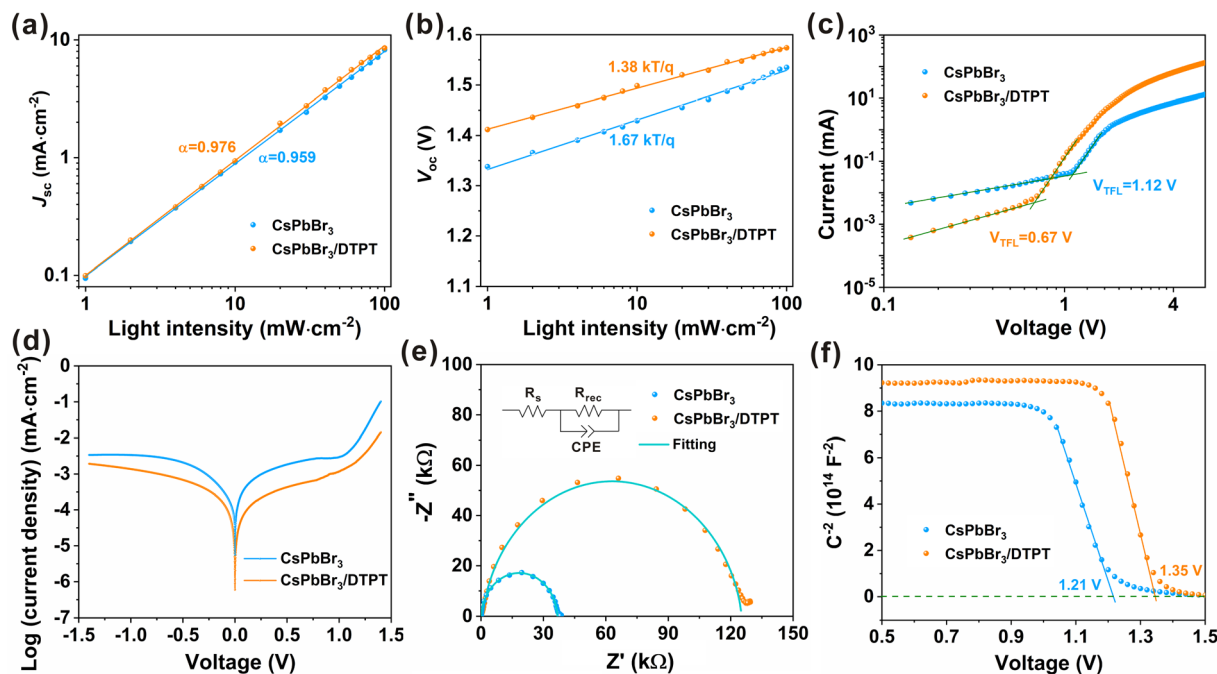 (a)
10
1
0.1
1
10
100
J_sc (mA·cm⁻²)
Light intensity (mW·cm⁻²)
α=0.976
α=0.959
CsPbBr₃
CsPbBr₃/DTPT
(b)
1.6
1.5
1.4
1.3
1.2
1.1
1
10
100
V_oc (V)
Light intensity (mW·cm⁻²)
1.38 kT/q
1.67 kT/q
CsPbBr₃
CsPbBr₃/DTPT
(c)
10³
10¹
10⁻¹
10⁻³
10⁻⁵
0.1
1
Current (mA)
Voltage (V)
CsPbBr₃
CsPbBr₃/DTPT
V_TFL=1.12 V
V_TFL=0.67 V
(d)
0
-1
-2
-3
-4
-5
-6
-7
-1.5
-1.0
-0.5
0.0
0.5
1.0
1.5
Log (current density) (mA·cm⁻²)
Voltage (V)
CsPbBr₃
CsPbBr₃/DTPT
(e)
100
80
60
40
20
0
0
30
60
90
120
150
-Z'' (kΩ)
Z' (kΩ)
R_s
R_rec
CPE
CsPbBr₃
CsPbBr₃/DTPT
Fitting
(f)
10
8
6
4
2
0
0.5
0.7
0.9
1.1
1.3
1.5
C⁻² (10¹⁴ F⁻²)
Voltage (V)
CsPbBr₃
CsPbBr₃/DTPT
1.21 V
1.35 V